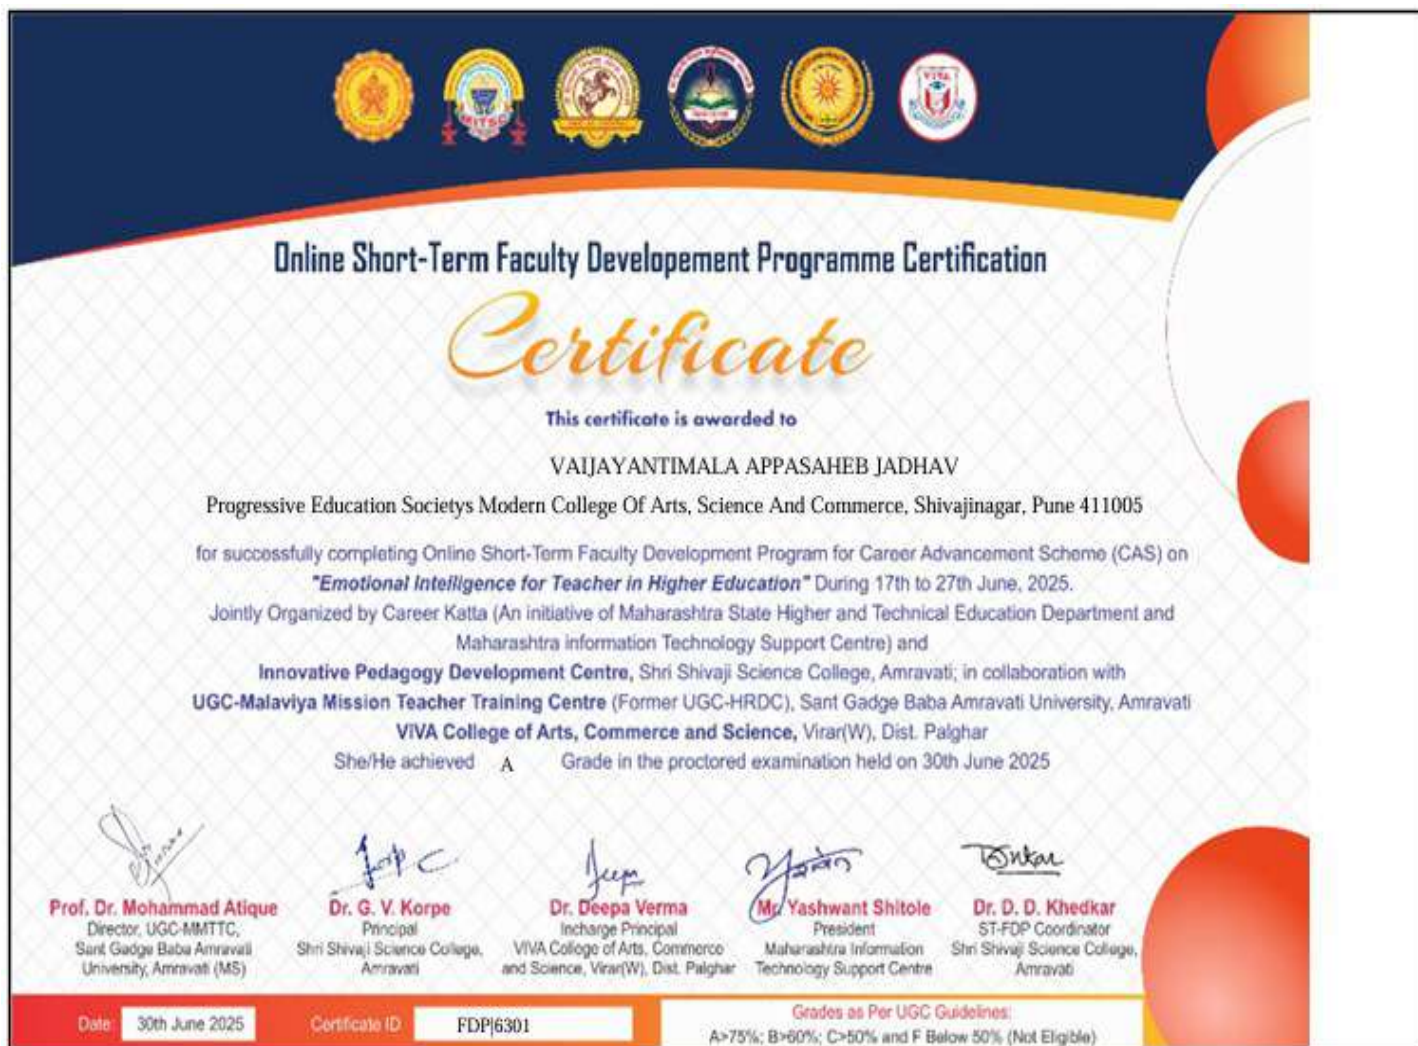 MITSC
VIVA
Online Short-Term Faculty Developement Programme Certification
Certificate
This certificate is awarded to
VAIJAYANTIMALA APPASAHEB JADHAV
Progressive Education Societys Modern College Of Arts, Science And Commerce, Shivajinagar, Pune 411005
for successfully completing Online Short-Term Faculty Development Program for Career Advancement Scheme (CAS) on
"Emotional Intelligence for Teacher in Higher Education" During 17th to 27th June, 2025.
Jointly Organized by Career Katta (An initiative of Maharashtra State Higher and Technical Education Department and
Maharashtra information Technology Support Centre) and
Innovative Pedagogy Development Centre, Shri Shivaji Science College, Amravati; in collaboration with
UGC-Malaviya Mission Teacher Training Centre (Former UGC-HRDC), Sant Gadge Baba Amravati University, Amravati
VIVA College of Arts, Commerce and Science, Virar(W), Dist. Palghar
She/He achieved A Grade in the proctored examination held on 30th June 2025
Prof. Dr. Mohammad Atique
Director, UGC-MMTTC,
Sant Gadge Baba Amravati
University, Amravati (MS)
Dr. G. V. Korpe
Principal
Shri Shivaji Science College,
Amravati
Dr. Deepa Verma
Incharge Principal
VIVA College of Arts, Commerce
and Science, Virar(W), Dist. Palghar
Mr. Yashwant Shitole
President
Maharashtra Information
Technology Support Centre
Dr. D. D. Khedkar
ST-FDP Coordinator
Shri Shivaji Science College,
Amravati
Date: 30th June 2025
Certificate ID FDP|6301
Grades as Per UGC Guidelines:
A>75%; B>60%; C>50% and F Below 50% (Not Eligible)